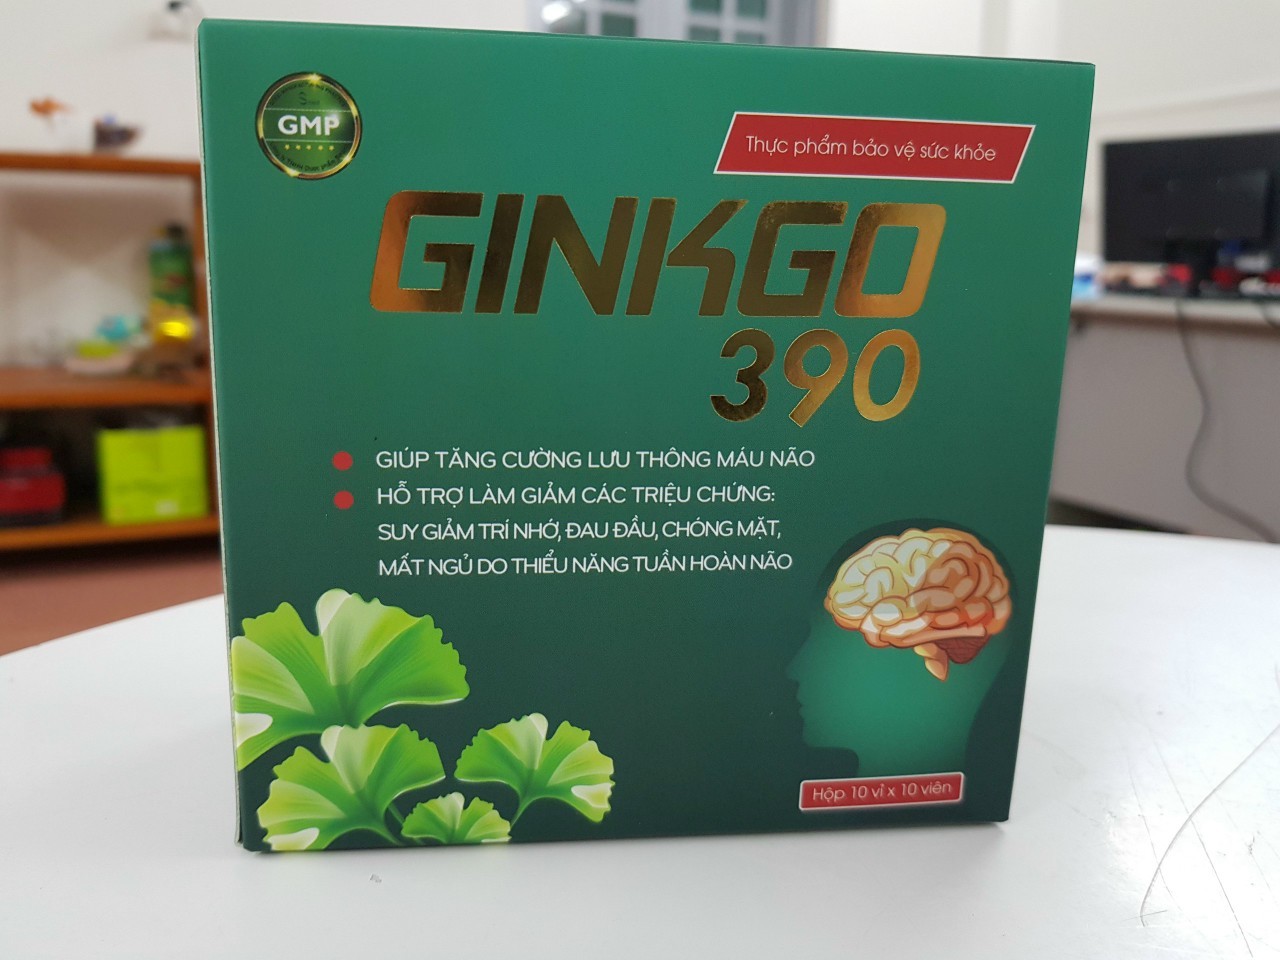 GMP
Thực phẩm bảo vệ sức khỏe
GINKGO
390
GIÚP TĂNG CƯỜNG LƯU THÔNG MÁU NÃO
HỖ TRỢ LÀM GIẢM CÁC TRIỆU CHỨNG:
SUY GIẢM TRÍ NHỚ, ĐAU ĐẦU, CHÓNG MẶT,
MẤT NGỦ DO THIỂU NĂNG TUẦN HOÀN NÃO
Hộp 10 vỉ x 10 viên